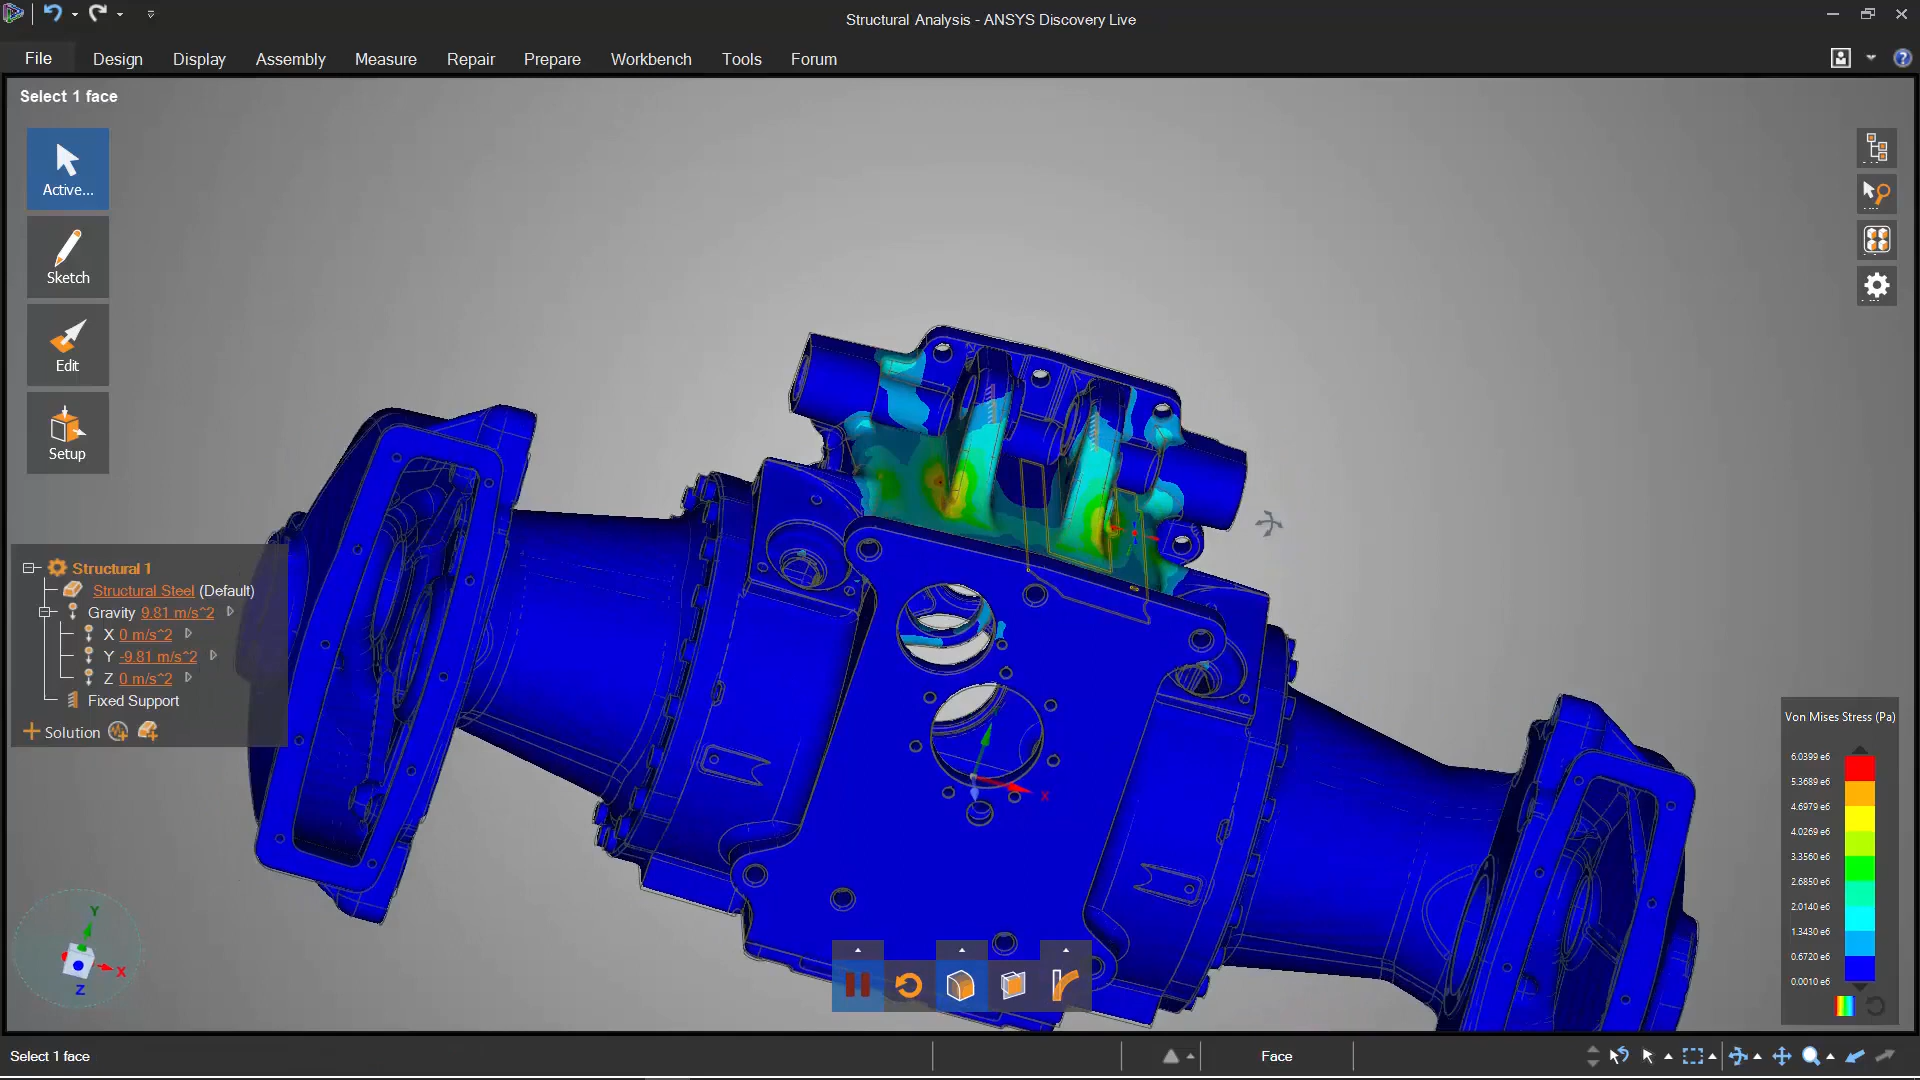 Structural Analysis - ANSYS Discovery Live
File Design Display Assembly Measure Repair Prepare Workbench Tools Forum
Select 1 face
Active...
Sketch
Edit
Setup
Structural 1
Structural Steel (Default)
Gravity 9.81 m/s^2
X 0 m/s^2
Y -9.81 m/s^2
Z 0 m/s^2
Fixed Support
Solution
X
Von Mises Stress (Pa)
6.0399 e6
5.3689 e6
4.6979 e6
4.0269 e6
3.3560 e6
2.6850 e6
2.0140 e6
1.3430 e6
0.6720 e6
0.0010 e6
Y
X
Z
Select 1 face
Face